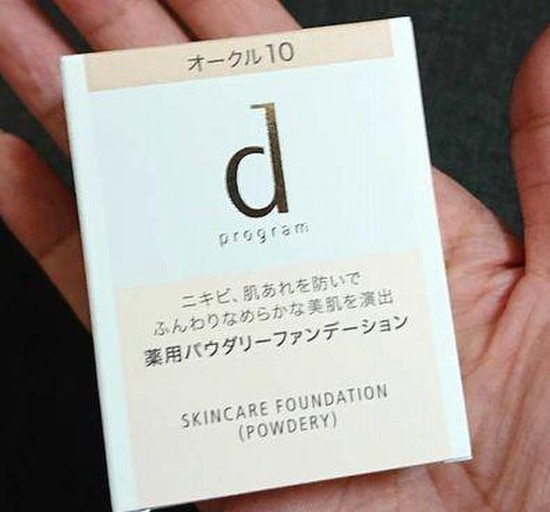 オークル10
d
program
ニキビ、肌あれを防いで
ふんわりなめらかな美肌を演出
薬用パウダリーファンデーション
SKINCARE FOUNDATION
(POWDERY)